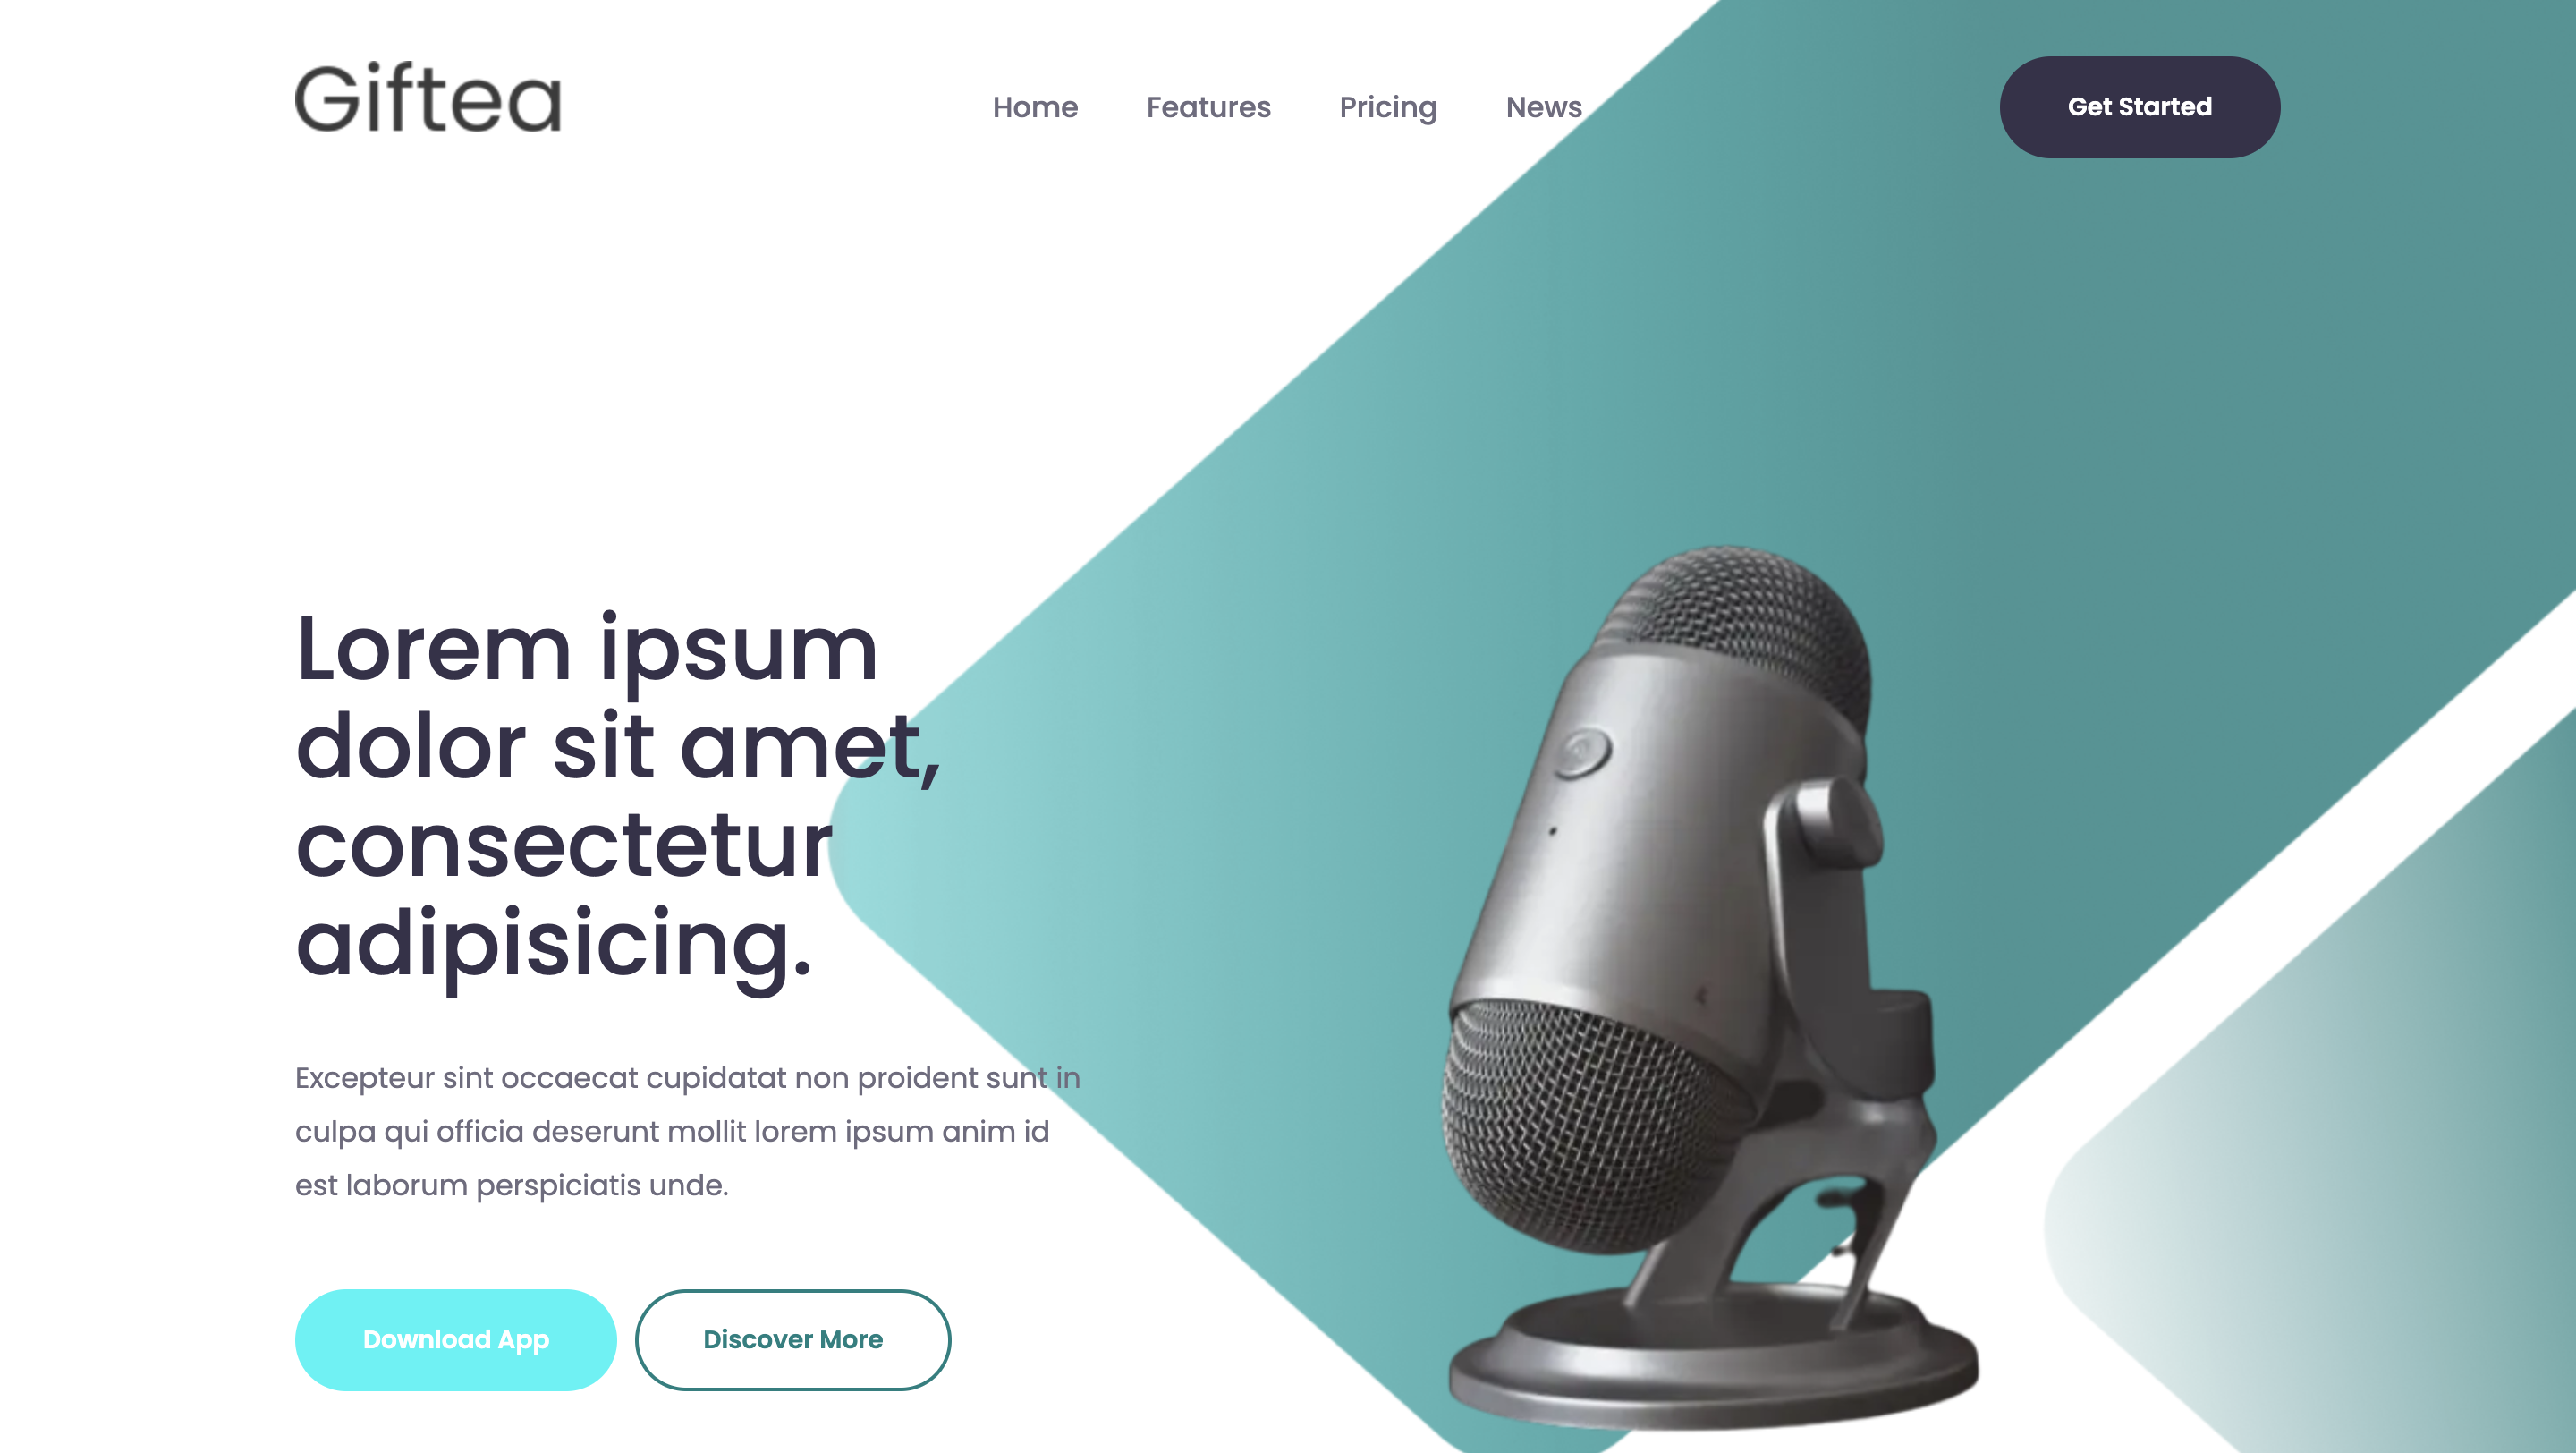 Giftea
Home Features Pricing News
Get Started
Lorem ipsum
dolor sit amet,
consectetur
adipisicing.
Excepteur sint occaecat cupidatat non proident sunt in
culpa qui officia deserunt mollit lorem ipsum anim id
est laborum perspiciatis unde.
Download App
Discover More